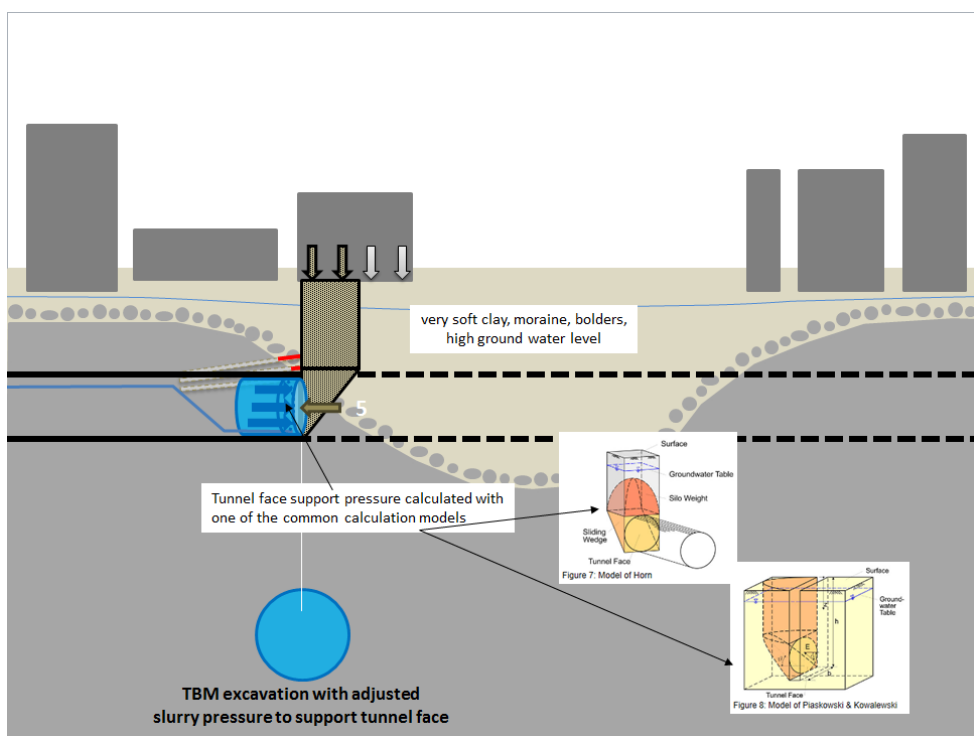 very soft clay, moraine, bolders,
high ground water level
5
Tunnel face support pressure calculated with
one of the common calculation models
Surface
Groundwater Table
Silo Weight
Sliding
Wedge
Tunnel Face
Figure 7: Model of Horn
Surface
Ground-
water
Table
h
E
b
Tunnel Face
Figure 8: Model of Piaskowski & Kowalewski
TBM excavation with adjusted
slurry pressure to support tunnel face